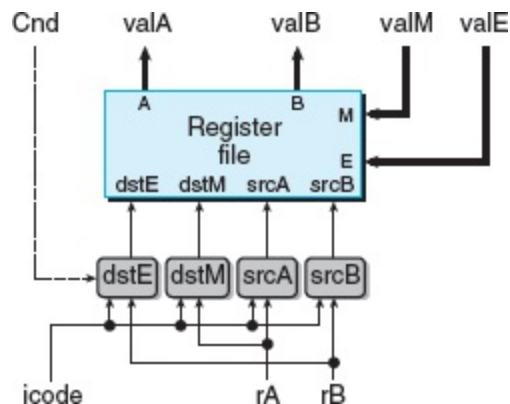 Cnd valA valB valM valE
A B M
Register
file
E
dstE dstM srcA srcB
dstE dstM srcA srcB
icode rA rB